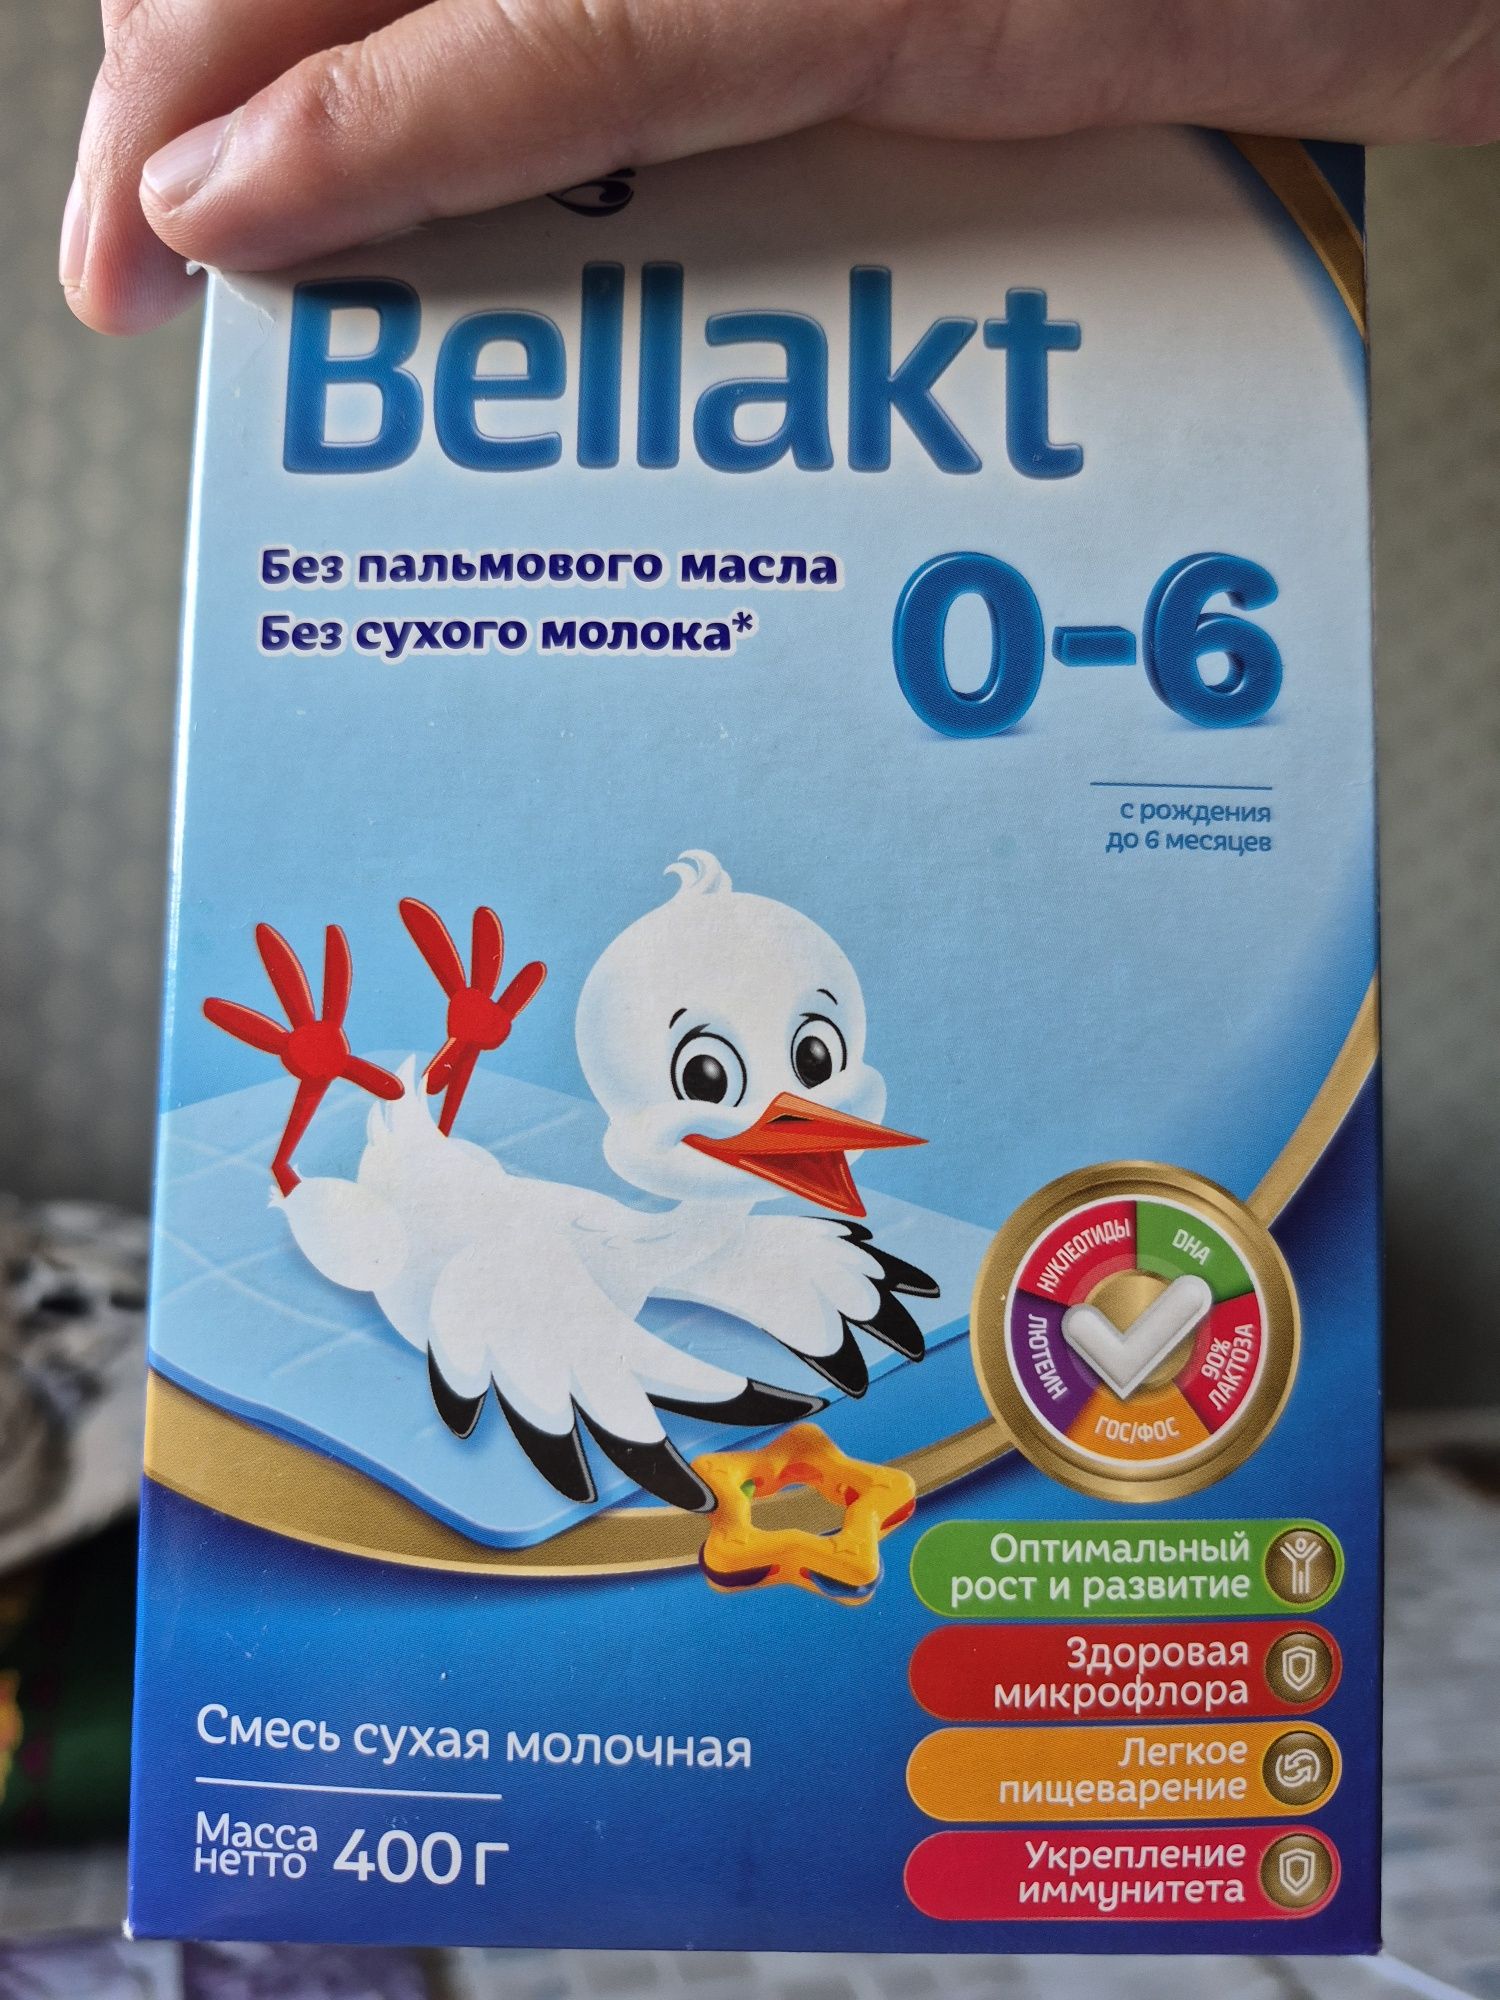 Bellakt
Без пальмового масла
Без сухого молока*
0-6
с рождения
до 6 месяцев
НУКЛЕОТИДЫ
DHA
90%
ЛАКТОЗА
ГОС/ФОС
ЛЮТЕИН
Оптимальный
рост и развитие
Здоровая
микрофлора
Легкое
пищеварение
Укрепление
иммунитета
Смесь сухая молочная
Масса
нетто 400 г